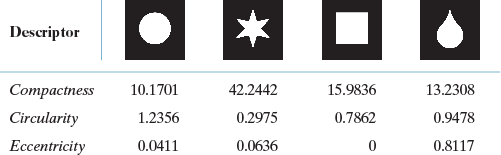 Descriptor
Compactness 10.1701 42.2442 15.9836 13.2308
Circularity 1.2356 0.2975 0.7862 0.9478
Eccentricity 0.0411 0.0636 0 0.8117